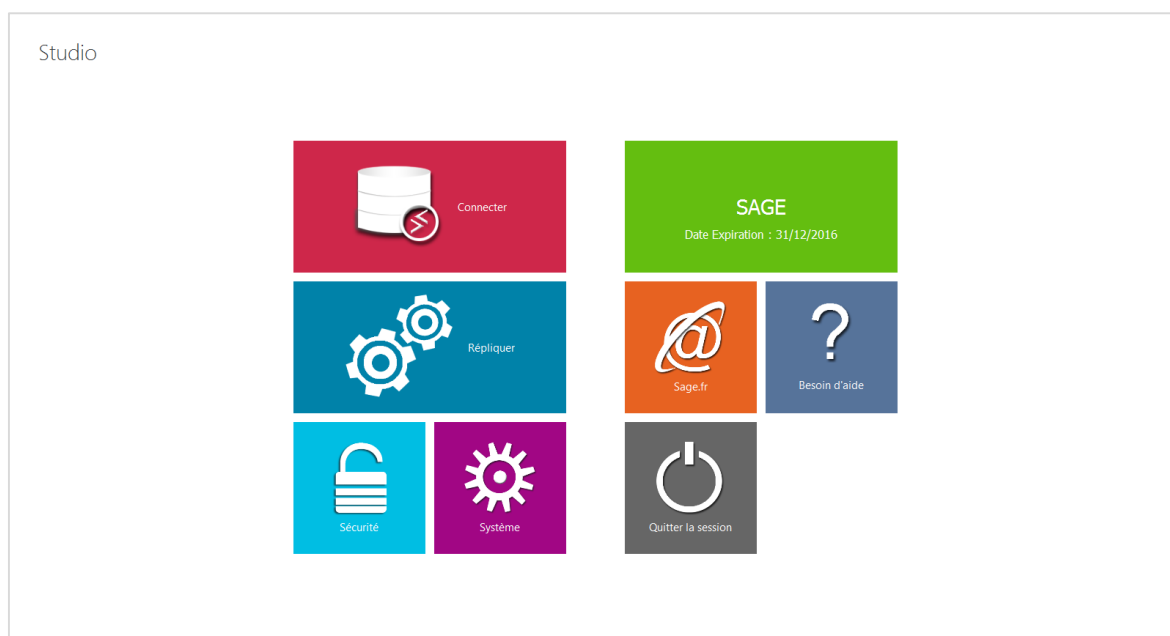 Studio
Connecter
SAGE
Date Expiration : 31/12/2016
Répliquer
Sage.fr
Besoin d'aide
Sécurité
Système
Quitter la session